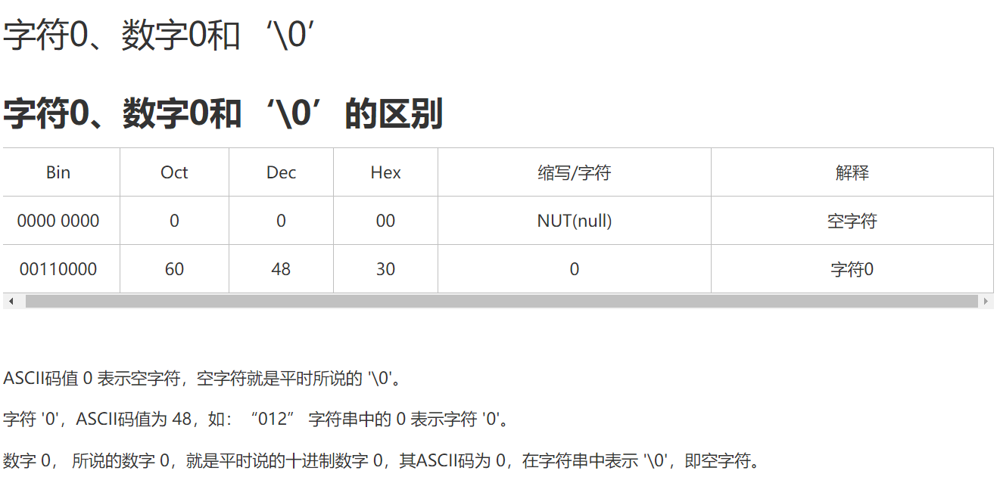 字符0、数字0和‘\0’
字符0、数字0和‘\0’的区别
Bin Oct Dec Hex 缩写/字符 解释
0000 0000 0 0 00 NUT(null) 空字符
00110000 60 48 30 0 字符0
ASCII码值 0 表示空字符，空字符就是平时所说的 '\0'。
字符 '0'，ASCII码值为 48，如：“012” 字符串中的 0 表示字符 '0'。
数字 0， 所说的数字 0，就是平时说的十进制数字 0，其ASCII码为 0，在字符串中表示 '\0'，即空字符。